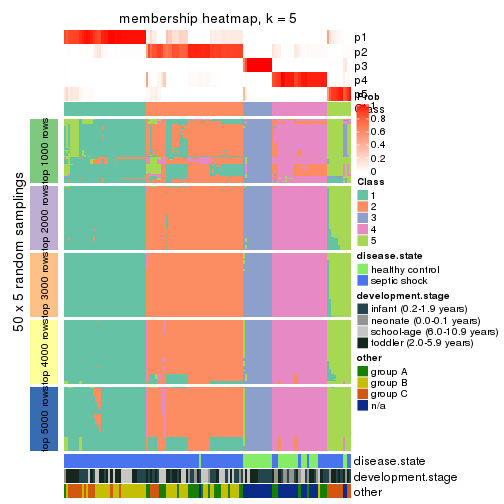 membership heatmap, k = 5
p1
p2
p3
p4
p5
Prob
1
0.8
0.6
0.4
0.2
0
Class
Class
1
2
3
4
5
disease.state
healthy control
septic shock
development.stage
infant (0.2-1.9 years)
neonate (0.0-0.1 years)
school-age (6.0-10.9 years)
toddler (2.0-5.9 years)
other
group A
group B
group C
n/a
50 x 5 random samplings
top 1000 rows
top 2000 rows
top 3000 rows
top 4000 rows
top 5000 rows
disease.state
development.stage
other